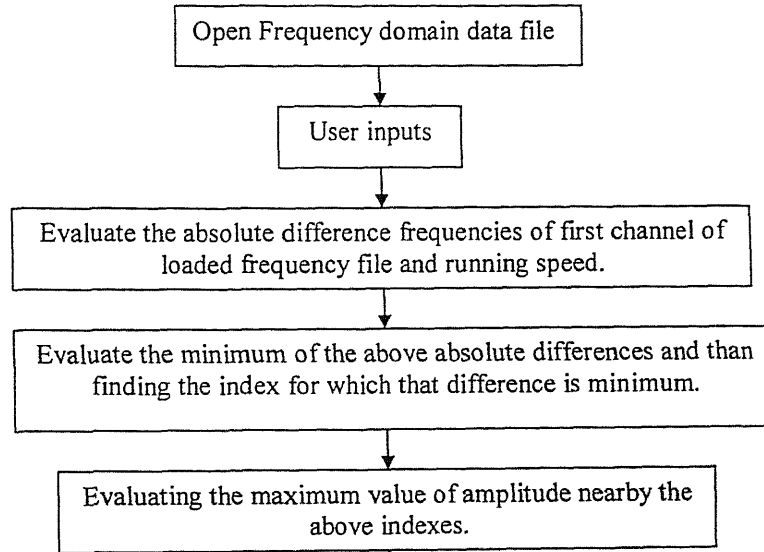 Open Frequency domain data file
User inputs
Evaluate the absolute difference frequencies of first channel of
loaded frequency file and running speed.
Evaluate the minimum of the above absolute differences and than
finding the index for which that difference is minimum.
Evaluating the maximum value of amplitude nearby the
above indexes.